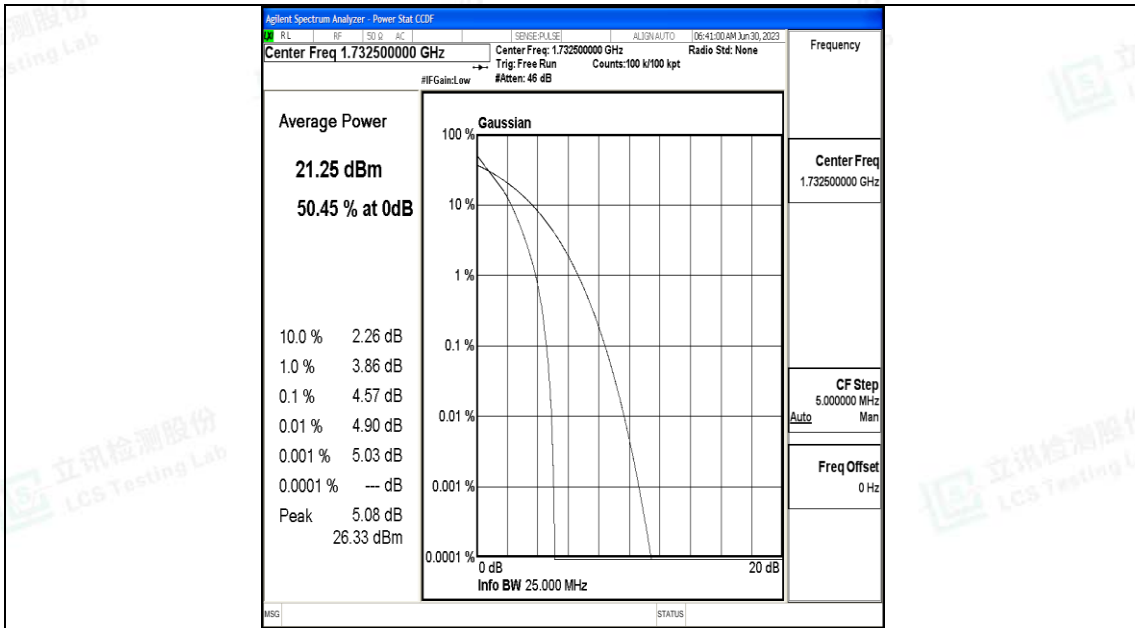 Agilent Spectrum Analyzer - Power Stat CCDF
RL RF 50 Ω AC SENSE:PULSE ALIGN AUTO 06:41:00 AM Jun 30, 2023
Center Freq 1.732500000 GHz
Center Freq: 1.732500000 GHz
Radio Std: None
Trig: Free Run Counts:100 k/100 kpt
#IFGain:Low #Atten: 46 dB
Frequency
Average Power
21.25 dBm
50.45 % at 0dB
10.0 % 2.26 dB
1.0 % 3.86 dB
0.1 % 4.57 dB
0.01 % 4.90 dB
0.001 % 5.03 dB
0.0001 % --- dB
Peak 5.08 dB
26.33 dBm
Gaussian
100 %
10 %
1 %
0.1 %
0.01 %
0.001 %
0.0001 %
0 dB 20 dB
Info BW 25.000 MHz
Center Freq
1.732500000 GHz
CF Step
5.000000 MHz
Auto Man
Freq Offset
0 Hz
MSG STATUS
立讯检测股份
LCS Testing Lab
立讯检测股份
LCS Testing L